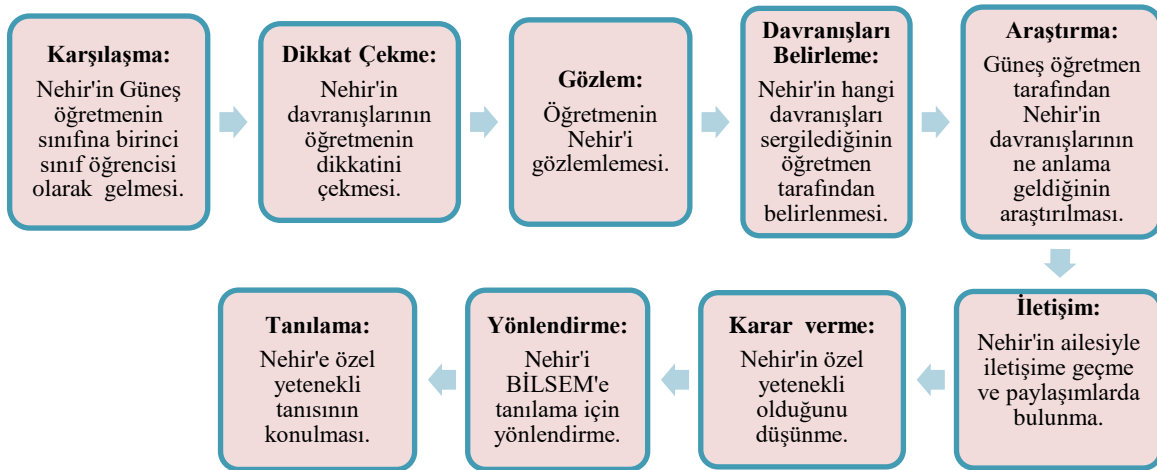 Karşılaşma:
Nehir'in Güneş
öğretmenin
sınıfına birinci
sınıf öğrencisi
olarak gelmesi.
Dikkat Çekme:
Nehir'in
davranışlarının
öğretmenin
dikkatini
çekmesi.
Gözlem:
Öğretmenin
Nehir'i
gözlemlemesi.
Davranışları
Belirleme:
Nehir'in hangi
davranışları
sergilediğinin
öğretmen
tarafından
belirlenmesi.
Araştırma:
Güneş öğretmen
tarafından
Nehir'in
davranışlarının
ne anlama
geldiğinin
araştırılması.
İletişim:
Nehir'in ailesiyle
iletişime geçme
ve paylaşımlarda
bulunma.
Karar verme:
Nehir'in özel
yetenekli
olduğunu
düşünme.
Yönlendirme:
Nehir'i
BİLSEM'e
tanılama için
yönlendirme.
Tanılama:
Nehir'e özel
yetenekli
tanısının
konulması.